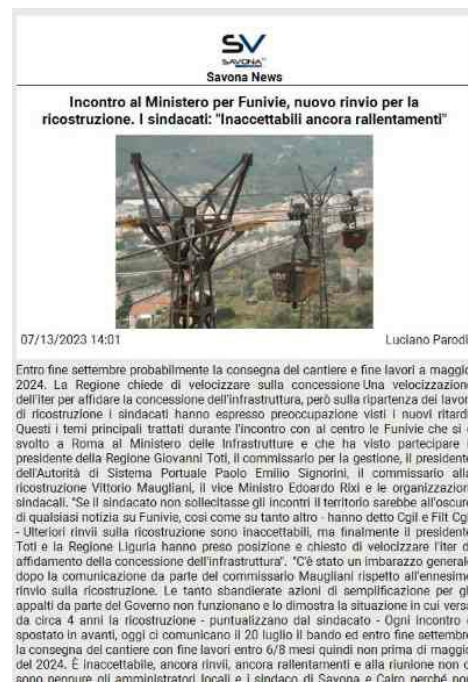 SV
SAVONA
Savona News
Incontro al Ministero per Funivie, nuovo rinvio per la
ricostruzione. I sindacati: "Inaccettabili ancora rallentamenti"
07/13/2023 14:01
Luciano Parodi
Entro fine settembre probabilmente la consegna del cantiere e fine lavori a maggio
2024. La Regione chiede di velocizzare sulla concessione Una velocizzazione
dell'iter per affidare la concessione dell'infrastruttura, però sulla ripartenza dei lavori
di ricostruzione i sindacati hanno espresso preoccupazione visti i nuovi ritardi.
Questi i temi principali trattati durante l'incontro con al centro le Funivie che si è
svolto a Roma al Ministero delle Infrastrutture e che ha visto partecipare il
presidente della Regione Giovanni Toti, il commissario per la gestione, il presidente
dell'Autorità di Sistema Portuale Paolo Emilio Signorini, il commissario alla
ricostruzione Vittorio Maugliani, il vice Ministro Edoardo Rixi e le organizzazioni
sindacali. "Se il sindacato non sollecitasse gli incontri il territorio sarebbe all'oscuro
di qualsiasi notizia su Funivie, così come su tanto altro - hanno detto Cgil e Filt Cgil
- Ulteriori rinvii sulla ricostruzione sono inaccettabili, ma finalmente il presidente
Toti e la Regione Liguria hanno preso posizione e chiesto di velocizzare l'iter di
affidamento della concessione dell'infrastruttura". "C'è stato un imbarazzo generale
dopo la comunicazione da parte del commissario Maugliani rispetto all'ennesimo
rinvio sulla ricostruzione. Le tanto sbandierate azioni di semplificazione per gli
appalti da parte del Governo non funzionano e lo dimostra la situazione in cui versa
da circa 4 anni la ricostruzione - puntualizzano dal sindacato - Ogni incontro è
spostato in avanti, oggi ci comunicano il 20 luglio il bando ed entro fine settembre
la consegna del cantiere con fine lavori entro 6/8 mesi quindi non prima di maggio
del 2024. È inaccettabile, ancora rinvii, ancora rallentamenti e alla riunione non c'
sono neppure gli amministratori locali e i sindaco di Savona e Cairo perché non